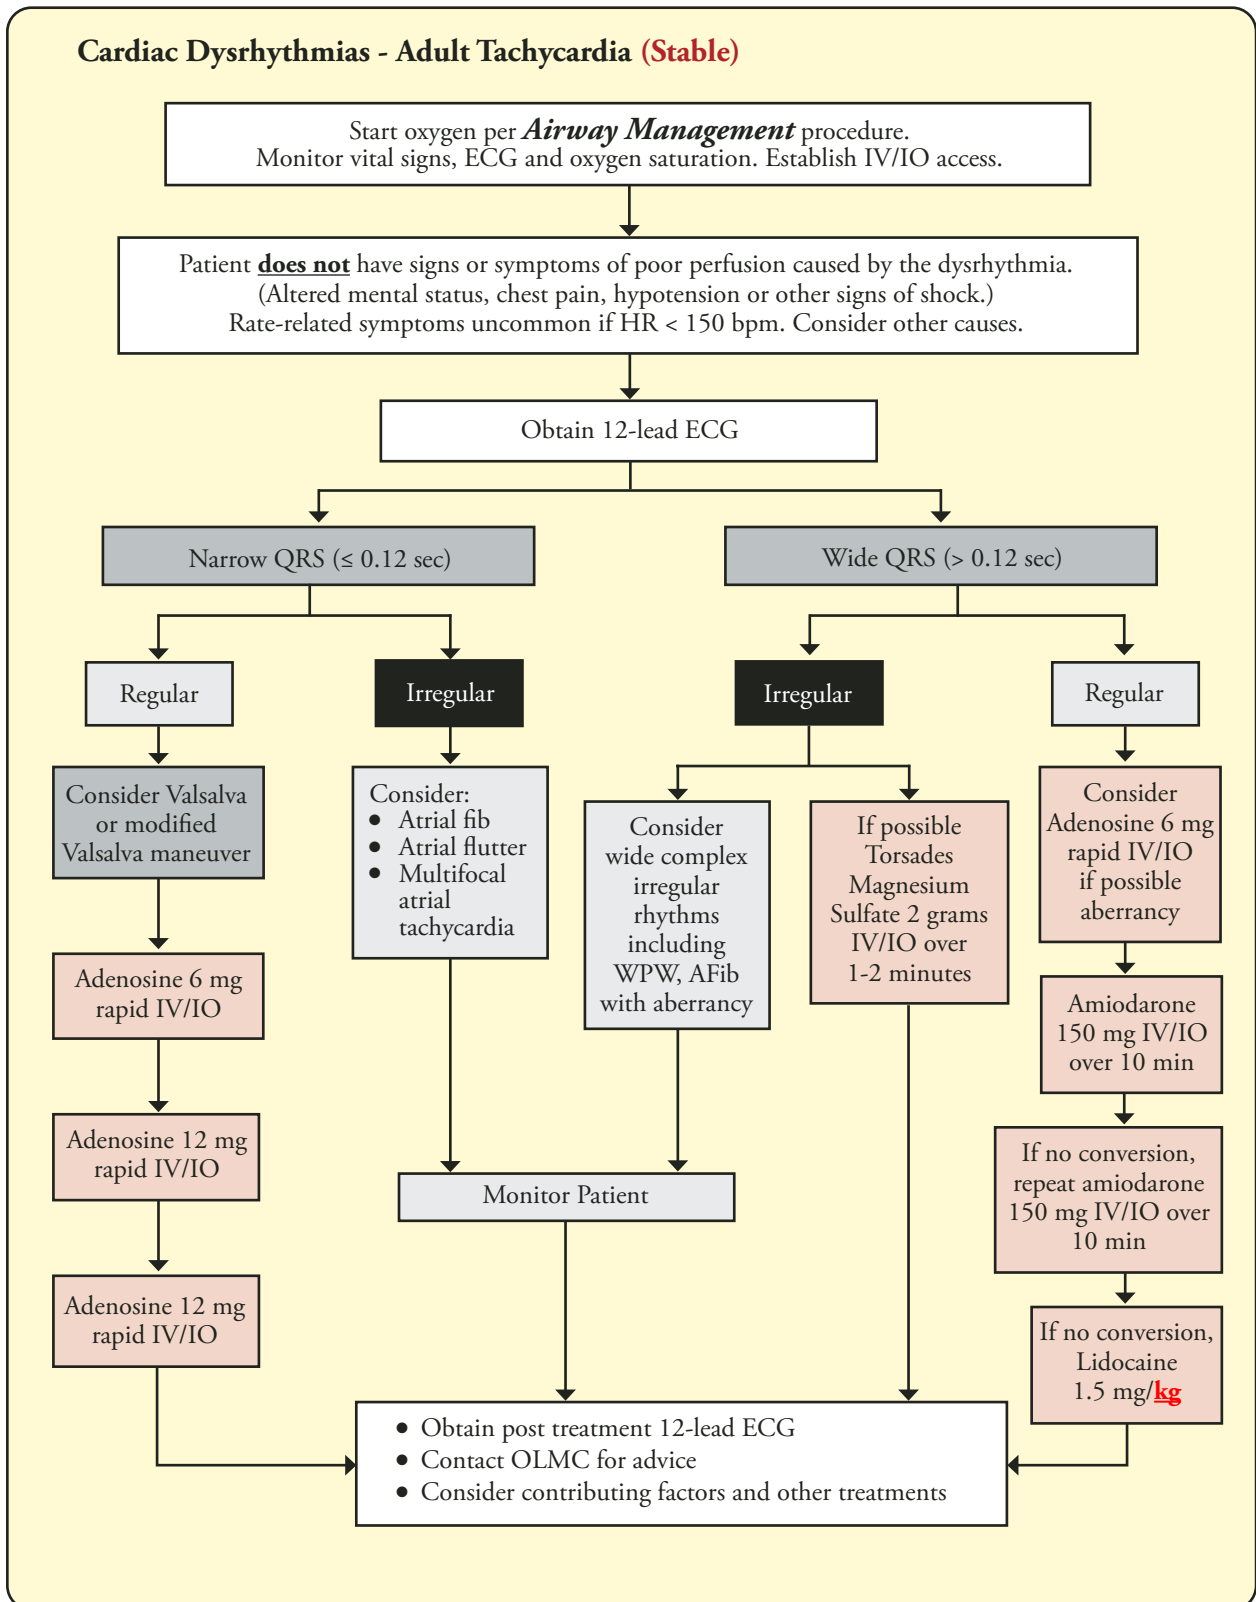 Cardiac Dysrhythmias - Adult Tachycardia (Stable)
Start oxygen per Airway Management procedure.
Monitor vital signs, ECG and oxygen saturation. Establish IV/IO access.
Patient does not have signs or symptoms of poor perfusion caused by the dysrhythmia.
(Altered mental status, chest pain, hypotension or other signs of shock.)
Rate-related symptoms uncommon if HR < 150 bpm. Consider other causes.
Obtain 12-lead ECG
Narrow QRS (≤ 0.12 sec)
Regular
Consider Valsalva
or modified
Valsalva maneuver
Adenosine 6 mg
rapid IV/IO
Adenosine 12 mg
rapid IV/IO
Adenosine 12 mg
rapid IV/IO
Irregular
Consider:
● Atrial fib
● Atrial flutter
● Multifocal
atrial
tachycardia
Wide QRS (> 0.12 sec)
Irregular
Consider
wide complex
irregular
rhythms
including
WPW, AFib
with aberrancy
If possible
Torsades
Magnesium
Sulfate 2 grams
IV/IO over
1-2 minutes
Regular
Consider
Adenosine 6 mg
rapid IV/IO
if possible
aberrancy
Amiodarone
150 mg IV/IO
over 10 min
If no conversion,
repeat amiodarone
150 mg IV/IO over
10 min
If no conversion,
Lidocaine
1.5 mg/kg
Monitor Patient
● Obtain post treatment 12-lead ECG
● Contact OLMC for advice
● Consider contributing factors and other treatments